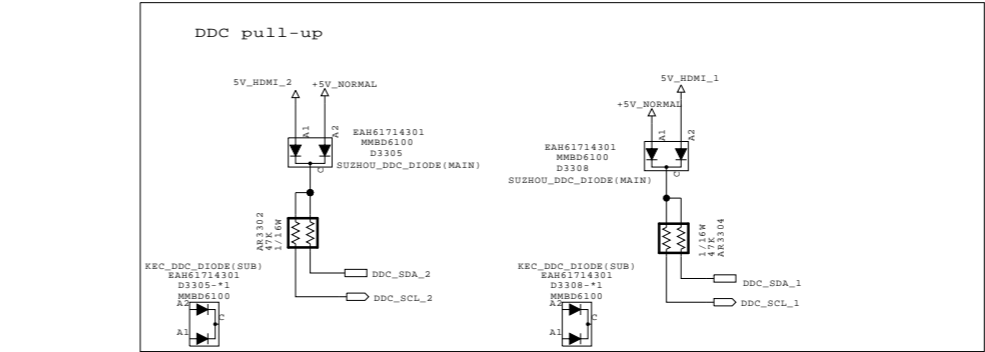 DDC pull-up
5V_HDMI_2
+5V_NORMAL
A1
A2
EAH61714301
MMBD6100
D3305
SUZHOU_DDC_DIODE(MAIN)
C
AR3302
47K
1/16W
DDC_SDA_2
DDC_SCL_2
KEC_DDC_DIODE(SUB)
EAH61714301
D3305-*1
MMBD6100
A2
C
A1
5V_HDMI_1
+5V_NORMAL
A1
A2
EAH61714301
MMBD6100
D3308
SUZHOU_DDC_DIODE(MAIN)
C
1/16W
47K
AR3304
DDC_SDA_1
DDC_SCL_1
KEC_DDC_DIODE(SUB)
EAH61714301
D3308-*1
MMBD6100
A2
C
A1